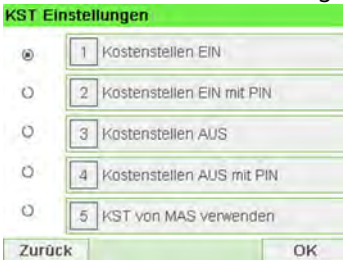 KST Einstellungen
1 Kostenstellen EIN
2 Kostenstellen EIN mit PIN
3 Kostenstellen AUS
4 Kostenstellen AUS mit PIN
5 KST von MAS verwenden
Zurück OK